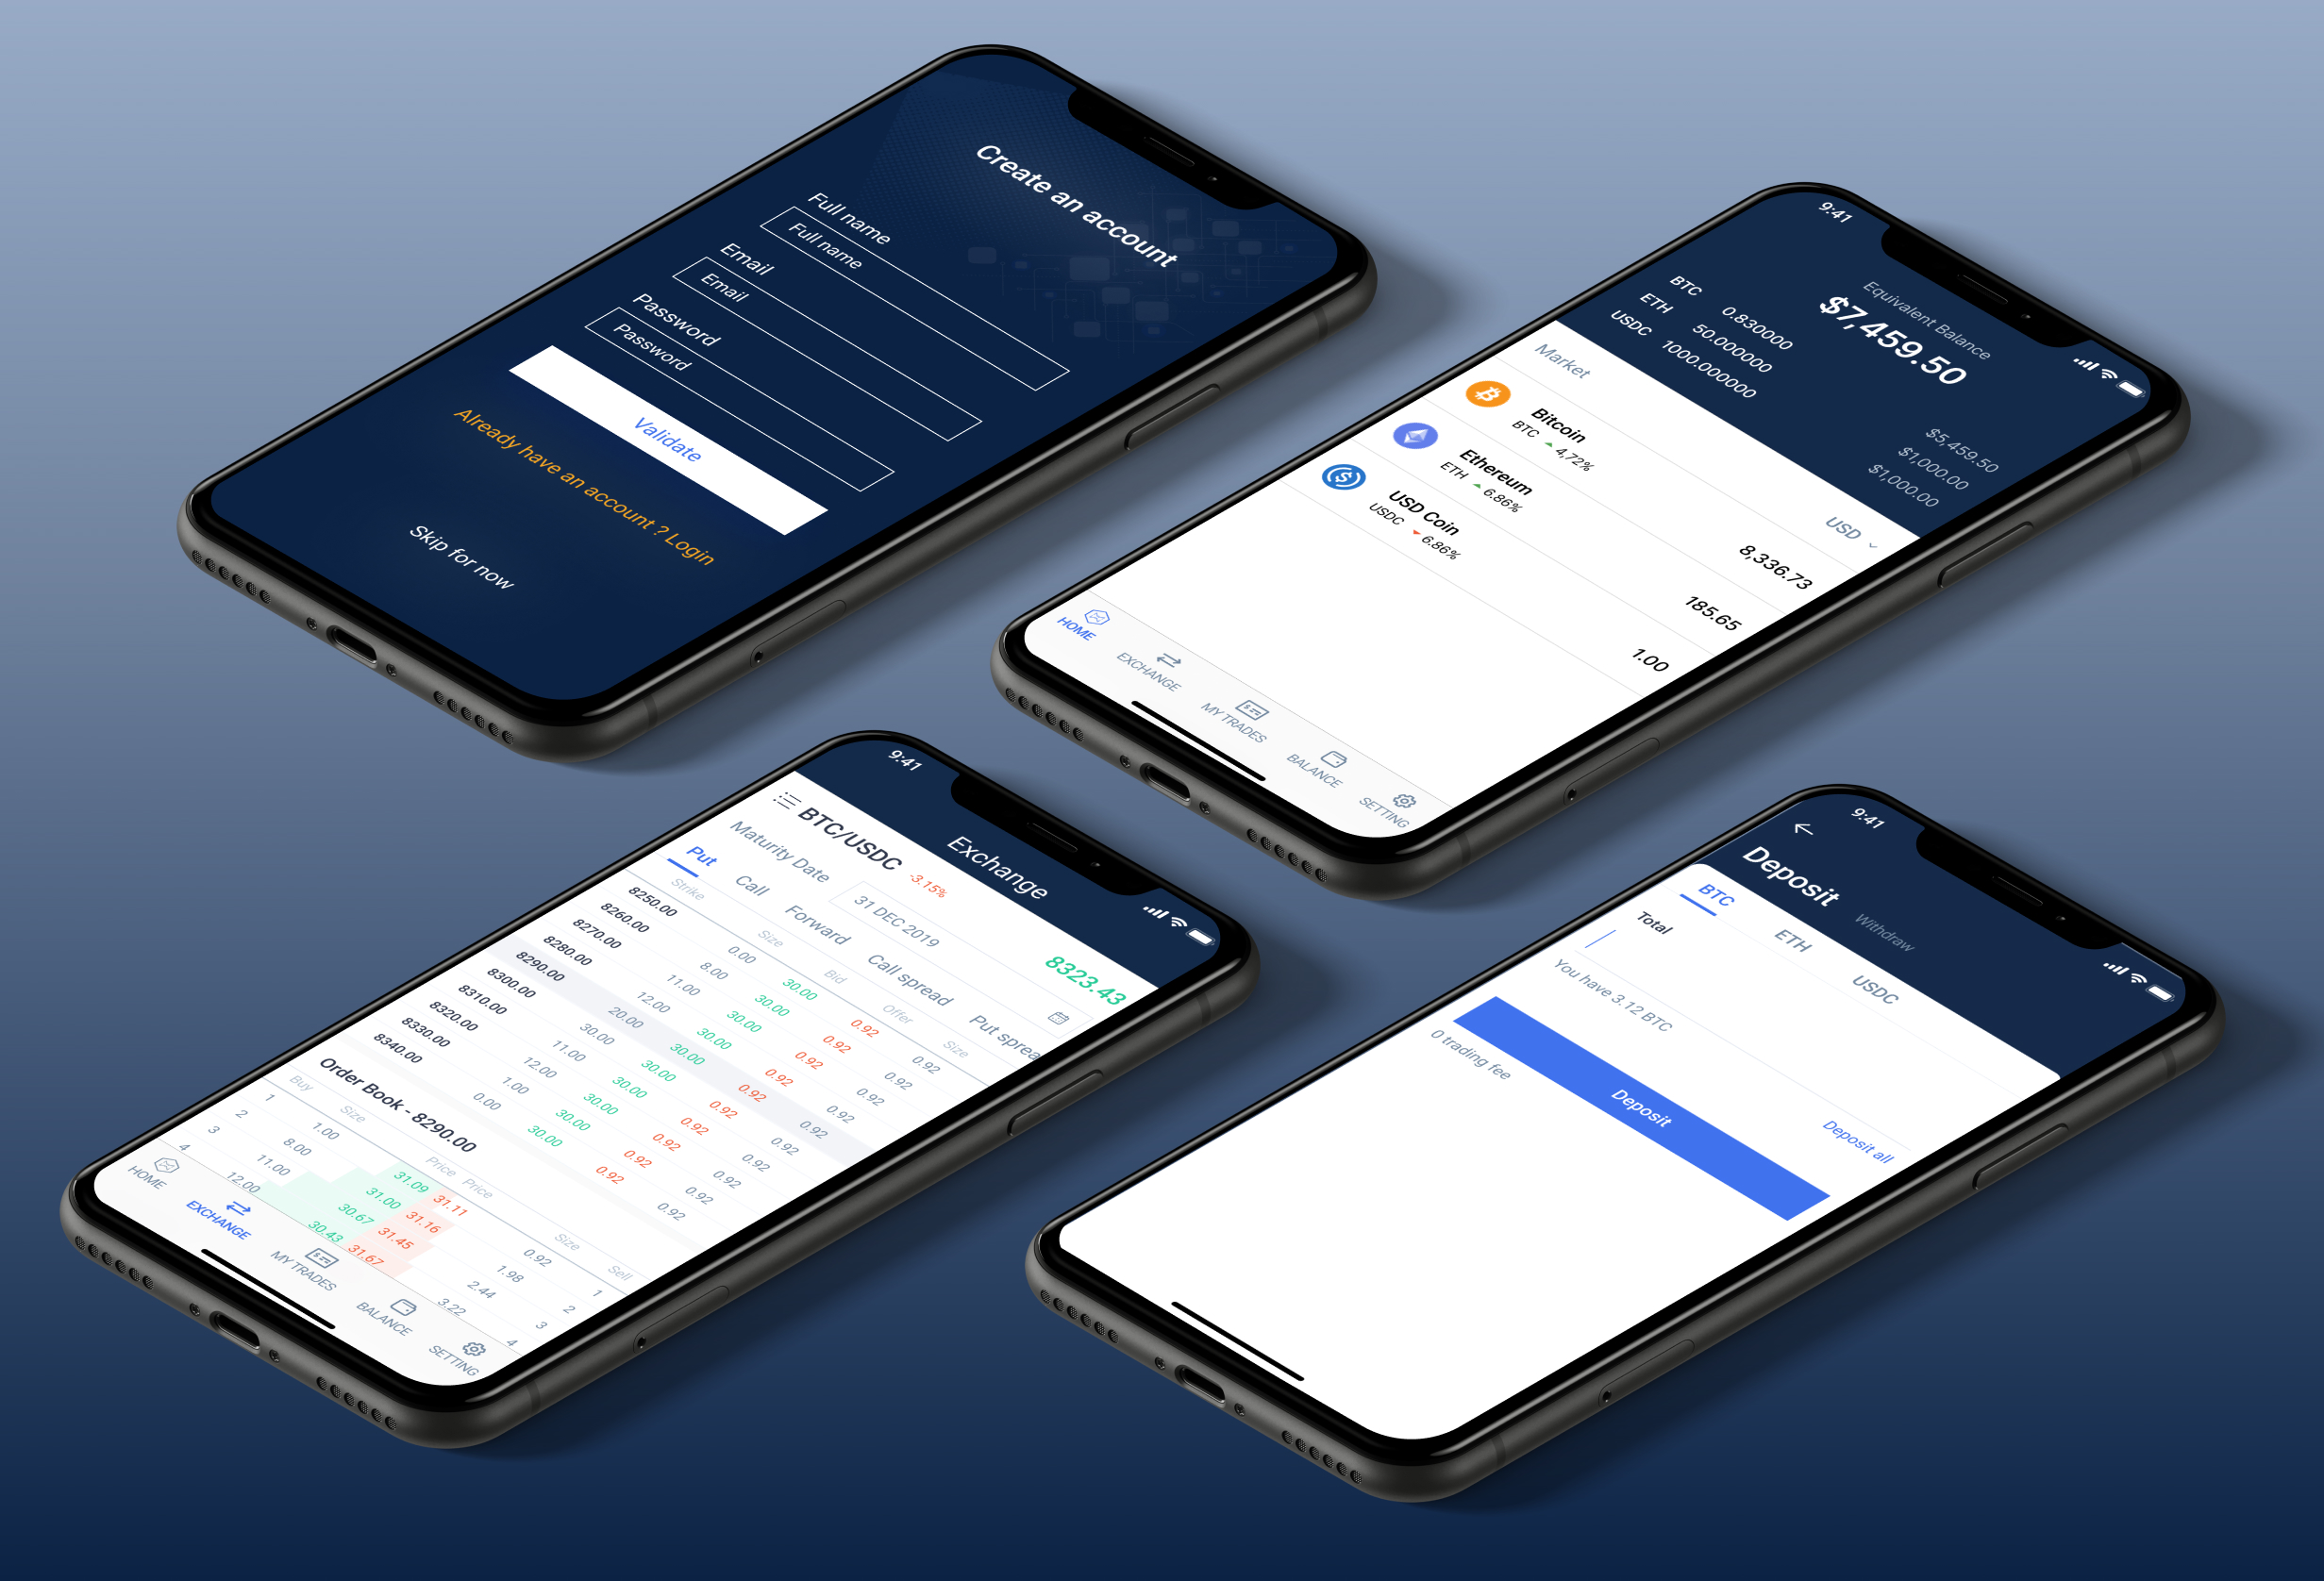 Create an account
Full name
Full name
Email
Email
Password
Password
Validate
Already have an account ? Login
Skip for now
9:41
Equivalent Balance
$7,459.50
BTC 0.830000 $5,459.50
ETH 50.000000 $1,000.00
USDC 1000.000000 $1,000.00
Market USD
Bitcoin 8,336.73
BTC 4,72%
Ethereum 185.65
ETH 6.86%
USD Coin 1.00
USDC 6.86%
HOME EXCHANGE MY TRADES BALANCE SETTING
9:41
Exchange
BTC/USDC -3.15% 8323.43
Maturity Date 31 DEC 2019
Put Call Forward Call spread Put sprea
Strike Size Bid Offer Size
8250.00 0.00 30.00 0.92 0.92
8260.00 8.00 30.00 0.92 0.92
8270.00 11.00 30.00 0.92 0.92
8280.00 12.00 30.00 0.92 0.92
8290.00 20.00 30.00 0.92 0.92
8300.00 30.00 30.00 0.92 0.92
8310.00 11.00 30.00 0.92 0.92
8320.00 12.00 30.00 0.92 0.92
8330.00 1.00 30.00 0.92 0.92
8340.00 0.00 30.00 0.92 0.92
Order Book - 8290.00
Buy Size Price Price Size Sell
1 1.00 31.09 31.11 0.92 1
2 8.00 31.00 31.16 1.98 2
3 11.00 30.67 31.45 2.44 3
4 12.00 30.43 31.67 3.22 4
HOME EXCHANGE MY TRADES BALANCE SETTING
9:41
Deposit Withdraw
BTC ETH USDC
Total
You have 3.12 BTC Deposit all
Deposit
0 trading fee